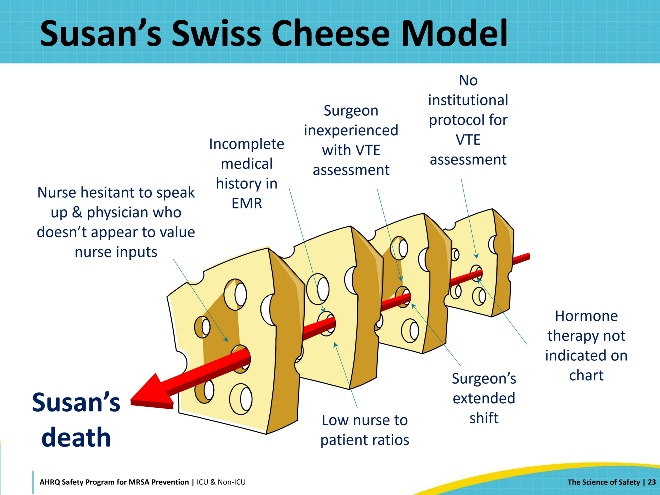 Susan's Swiss Cheese Model
No
institutional
protocol for
VTE
assessment
Surgeon
inexperienced
with VTE
assessment
Incomplete
medical
history in
EMR
Nurse hesitant to speak
up & physician who
doesn't appear to value
nurse inputs
Hormone
therapy not
indicated on
chart
Surgeon's
extended
shift
Low nurse to
patient ratios
Susan's
death
AHRQ Safety Program for MRSA Prevention | ICU & Non-ICU
The Science of Safety | 23